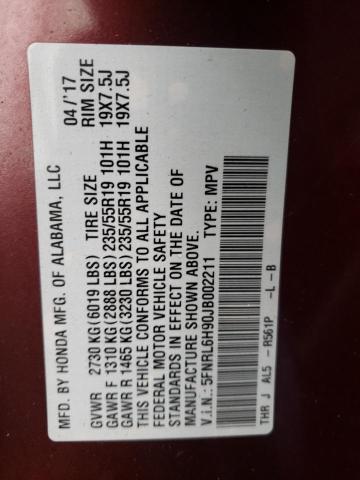 MFD. BY HONDA MFG. OF ALABAMA, LLC 04/'17
TIRE SIZE RIM SIZE
GVWR 2730 KG(6019 LBS)
GAWR F 1310 KG(2888 LBS) 235/55R19 101H 19X7.5J
GAWR R 1465 KG(3230 LBS) 235/55R19 101H 19X7.5J
THIS VEHICLE CONFORMS TO ALL APPLICABLE
FEDERAL MOTOR VEHICLE SAFETY
STANDARDS IN EFFECT ON THE DATE OF
MANUFACTURE SHOWN ABOVE.
V.i.N.: 5FNRL6H90JB002211 TYPE: MPV
THR J AL5 - R561P -L -B